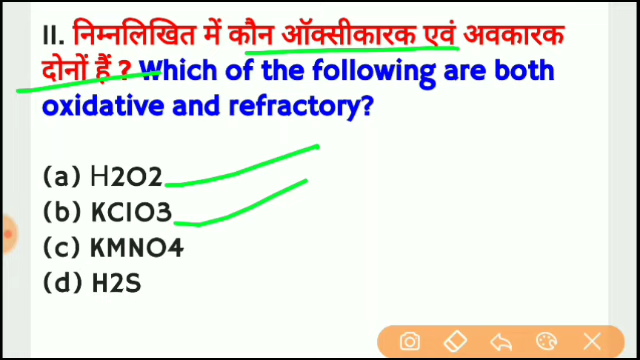 II. निम्नलिखित में कौन ऑक्सीकारक एवं अवकारक
दोनों हैं ? Which of the following are both
oxidative and refractory?
(a) H2O2
(b) KClO3
(c) KMNO4
(d) H2S